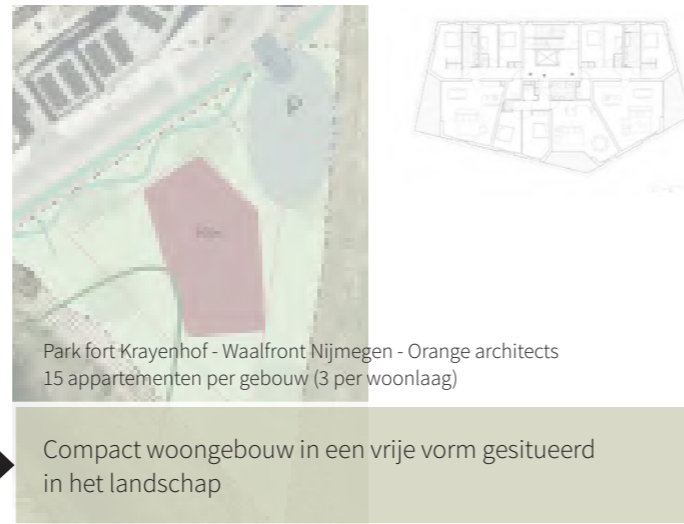 P
Park fort Krayenhof - Waalfront Nijmegen - Orange architects
15 appartementen per gebouw (3 per woonlaag)
Compact woongebouw in een vrije vorm gesitueerd
in het landschap